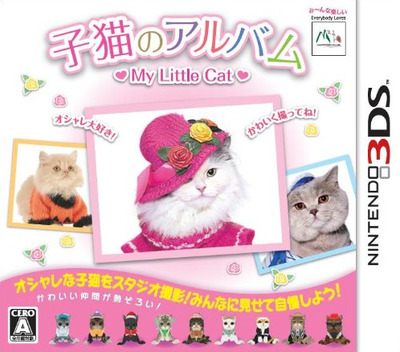 お〜んな楽しい
Everybody Loves
子猫のアルバム
My Little Cat
オシャレ大好き!
かわいく撮ってね!
NINTENDO 3DS
オシャレな子猫をスタジオ撮影!みんなに見せて自慢しよう!
かわいい仲間が勢ぞろい!
CERO
A